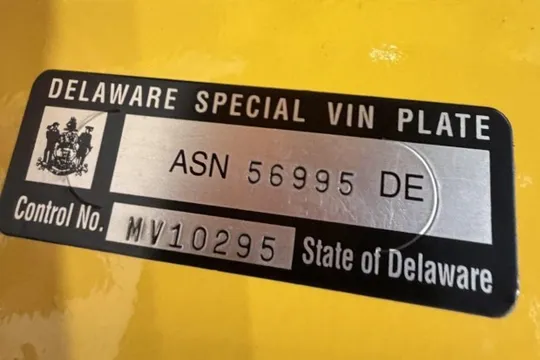 DELAWARE SPECIAL VIN PLATE
ASN 56995 DE
Control No. MV10295 State of Delaware